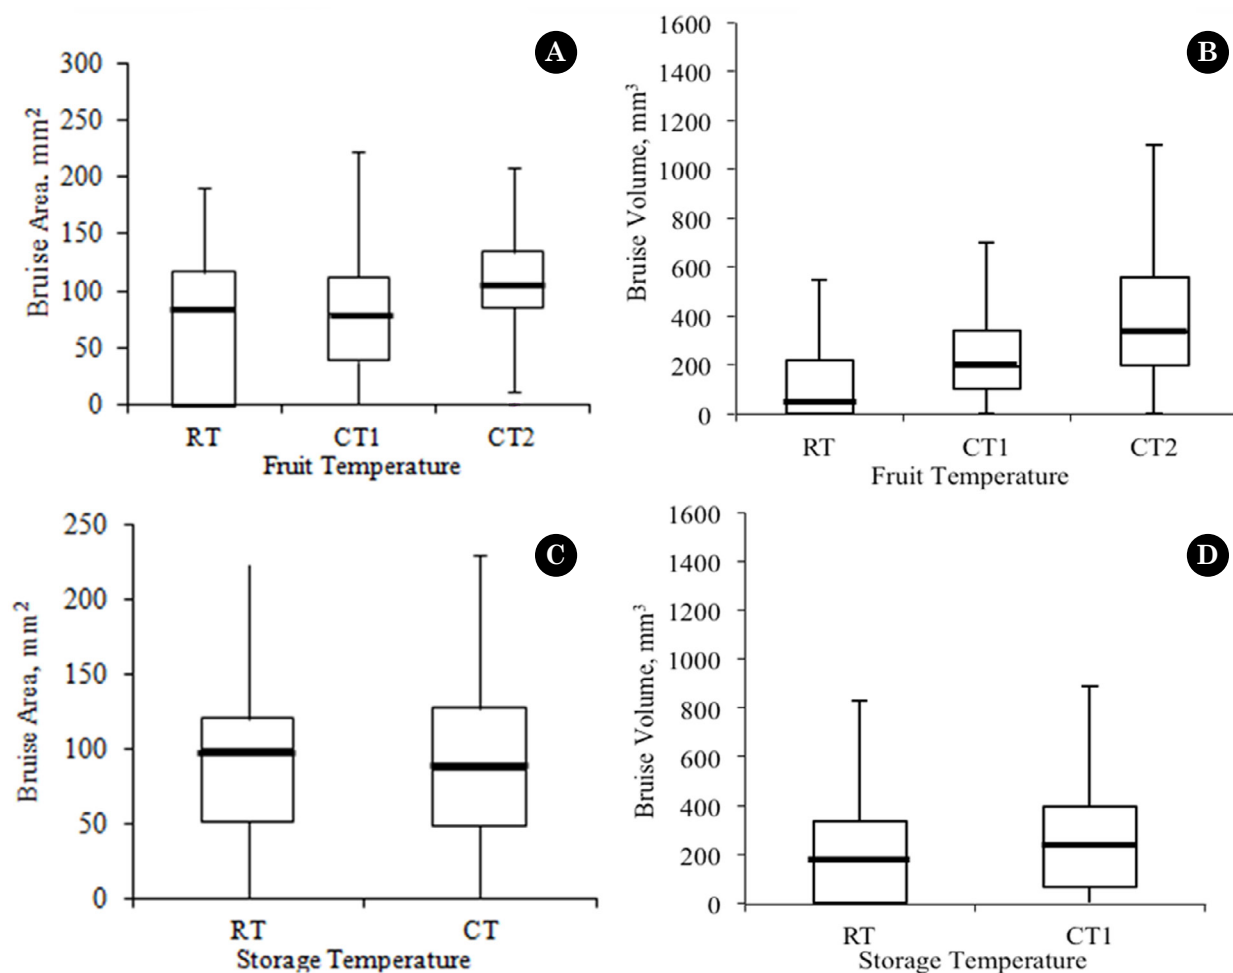 A
300
250
200
150
100
50
0
Bruise Area. mm²
RT CT1 CT2
Fruit Temperature
B
1600
1400
1200
1000
800
600
400
200
0
Bruise Volume, mm³
RT CT1 CT2
Fruit Temperature
C
250
200
150
100
50
0
Bruise Area, mm²
RT CT
Storage Temperature
D
1600
1400
1200
1000
800
600
400
200
0
Bruise Volume, mm³
RT CT1
Storage Temperature